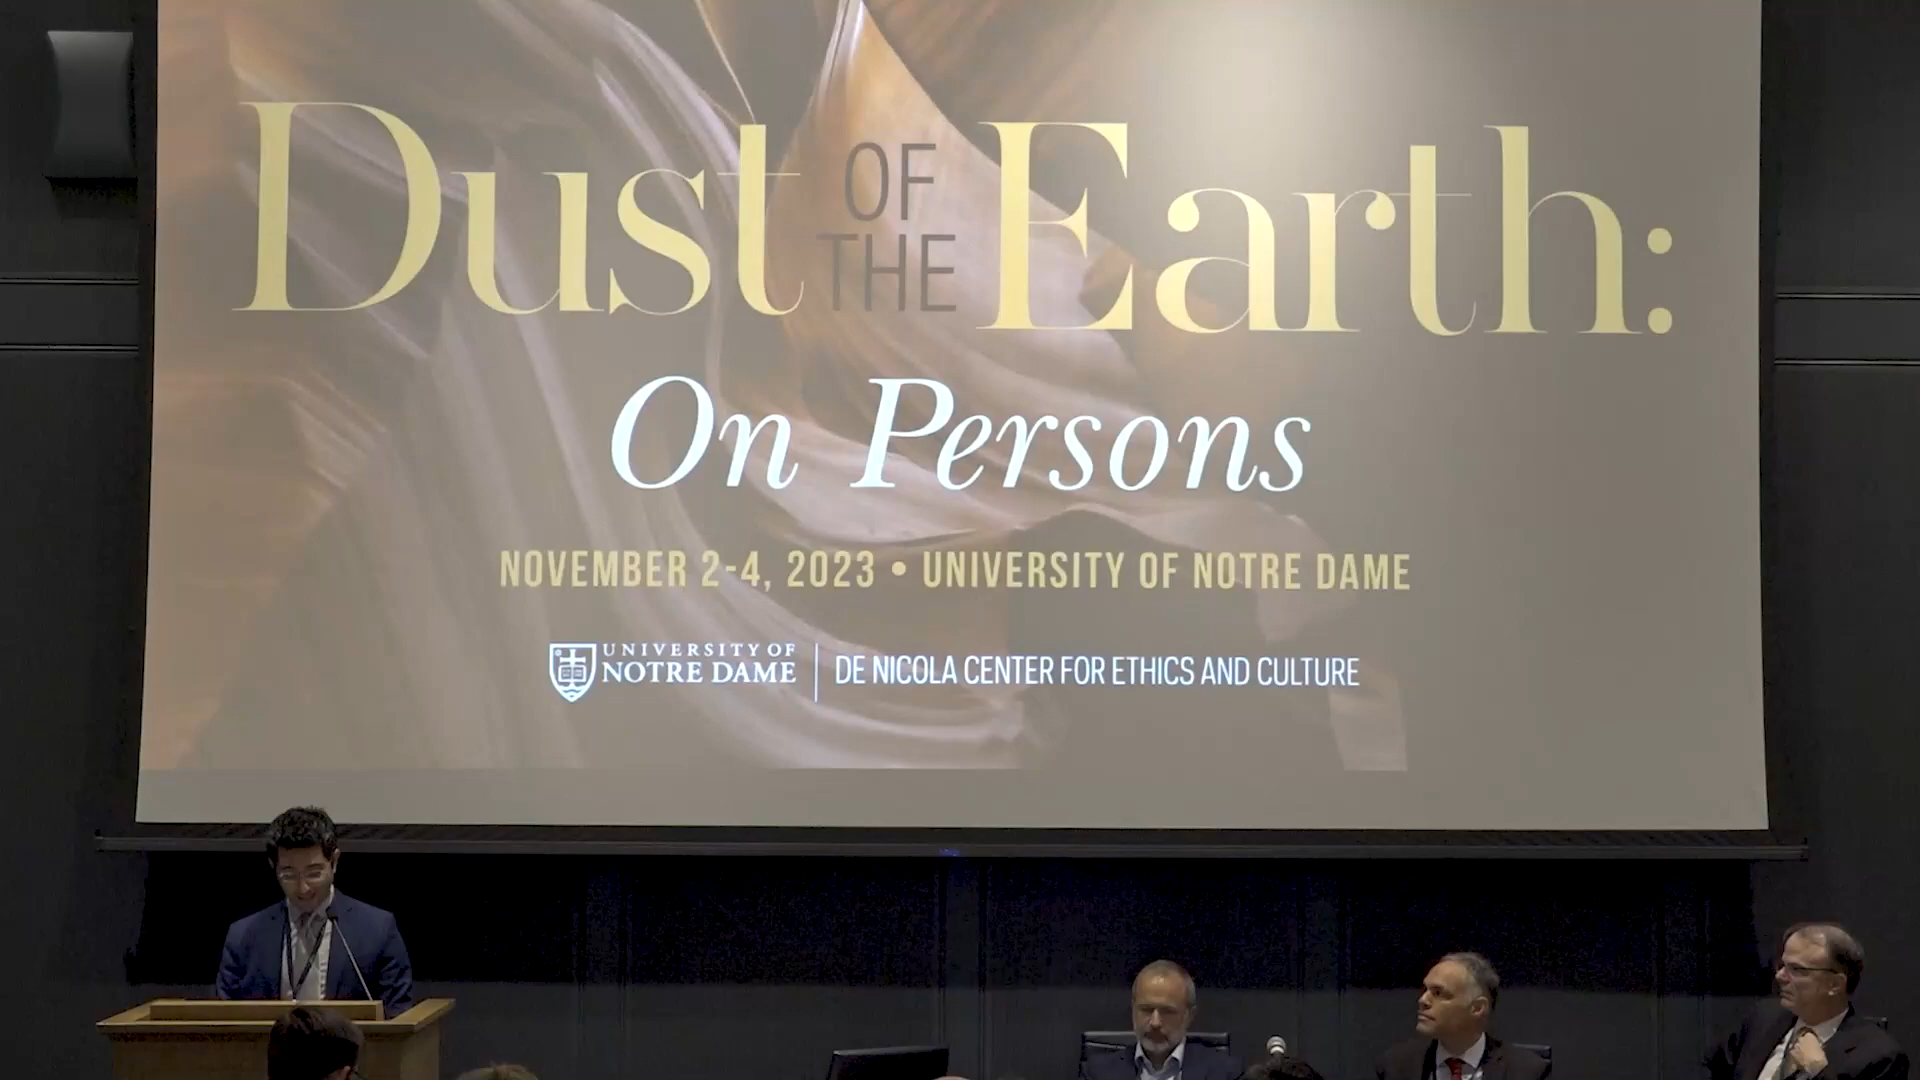 Dust OF THE Earth:
On Persons
NOVEMBER 2-4, 2023 • UNIVERSITY OF NOTRE DAME
UNIVERSITY OF
NOTRE DAME
DE NICOLA CENTER FOR ETHICS AND CULTURE